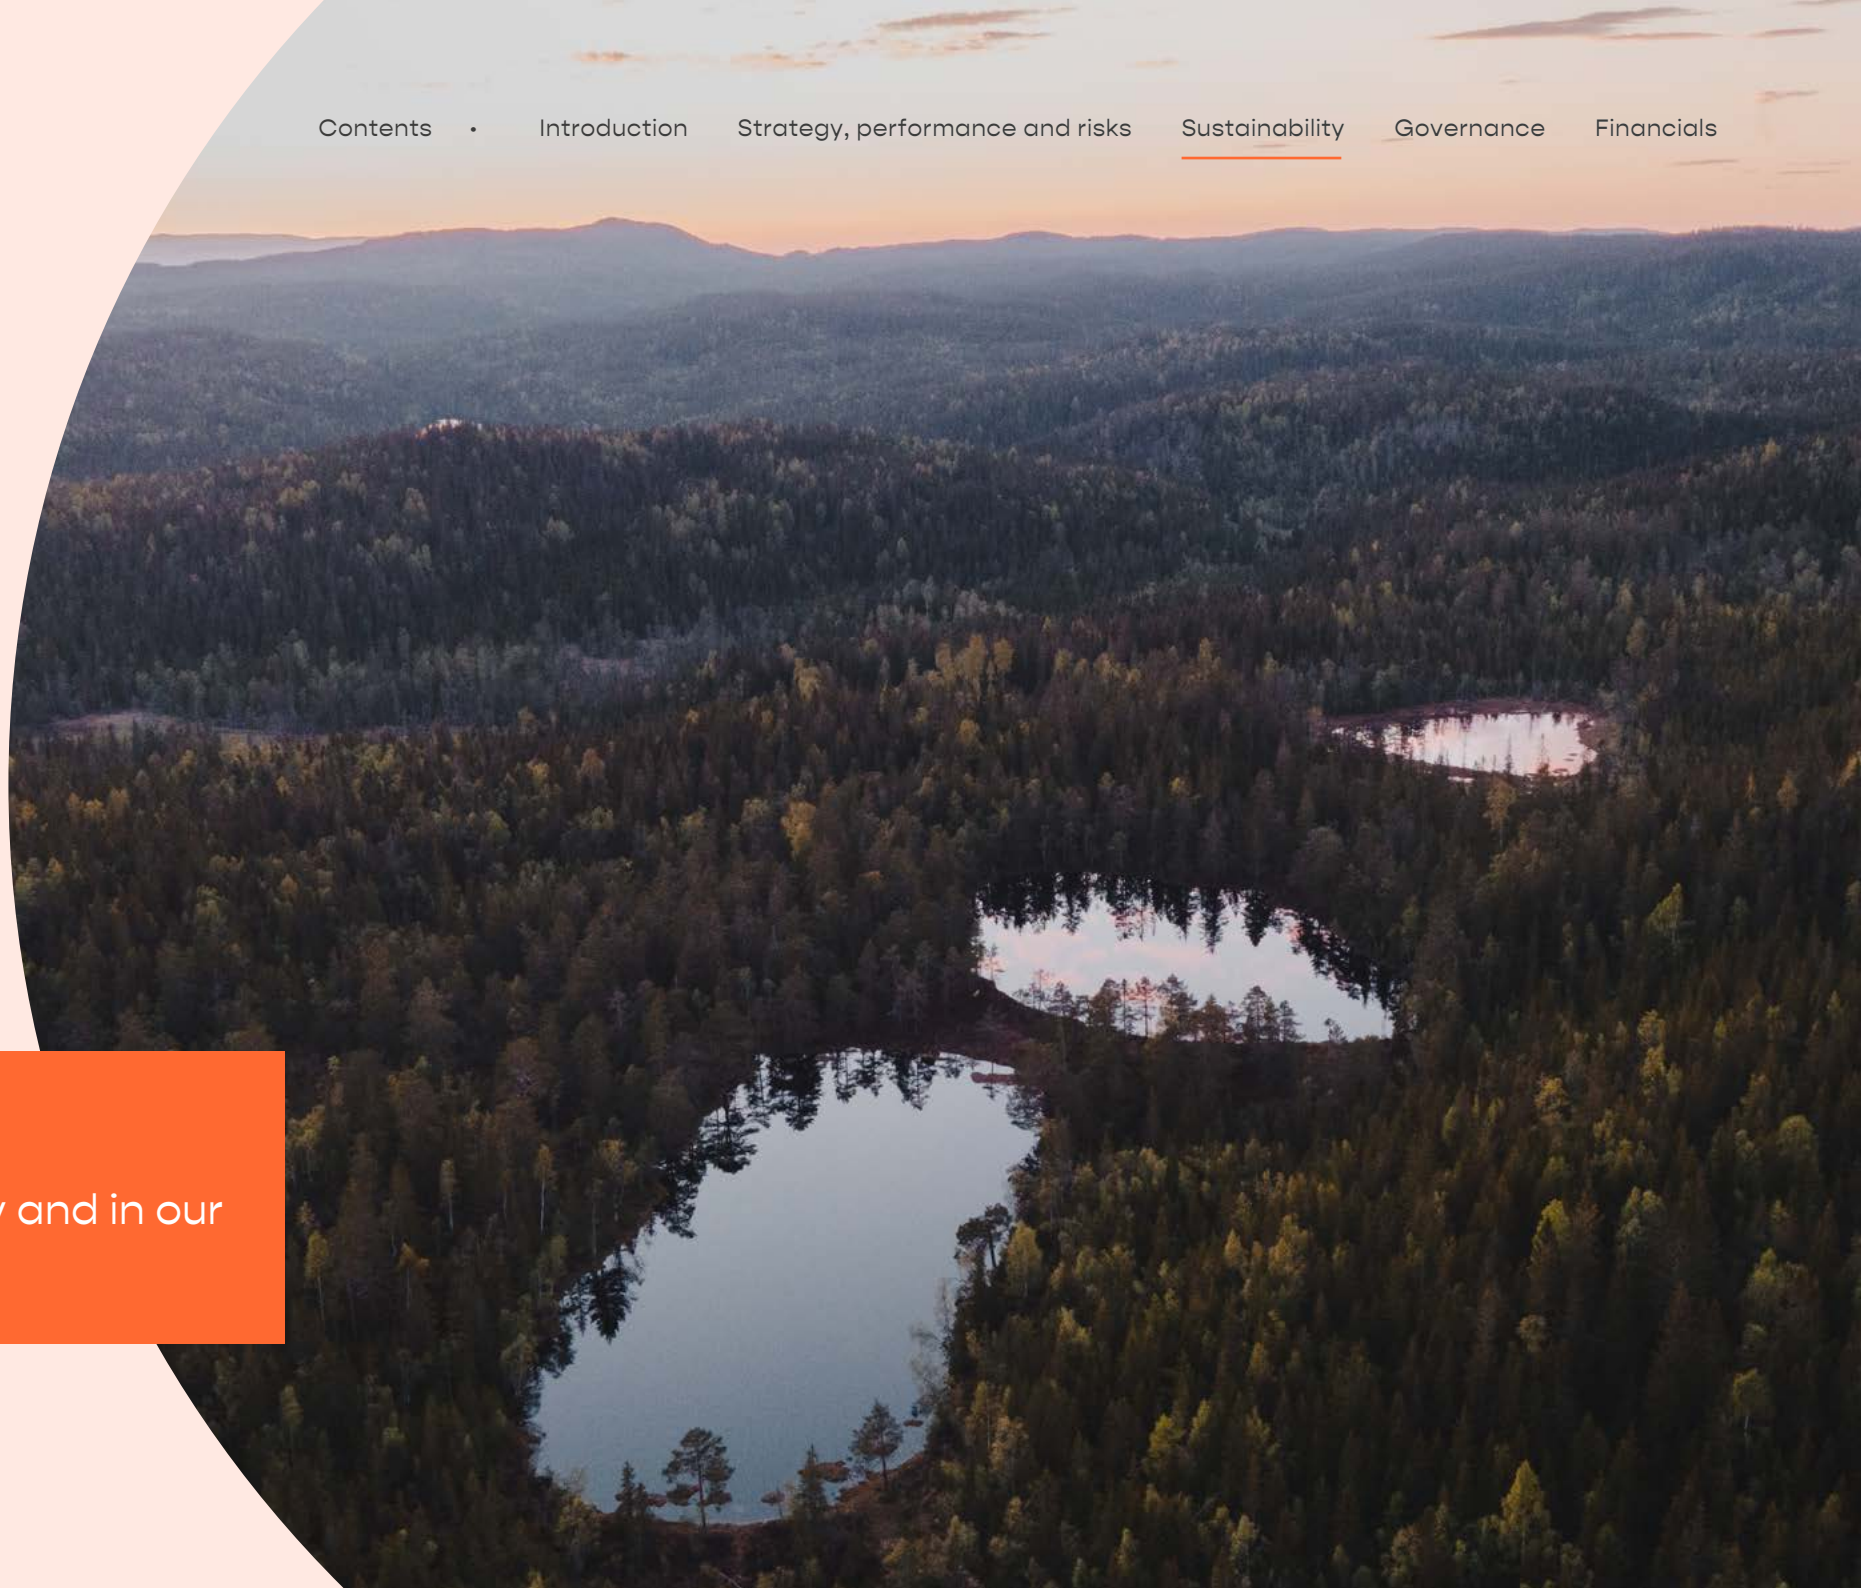 Contents • Introduction Strategy, performance and risks Sustainability Governance Financials
and in our